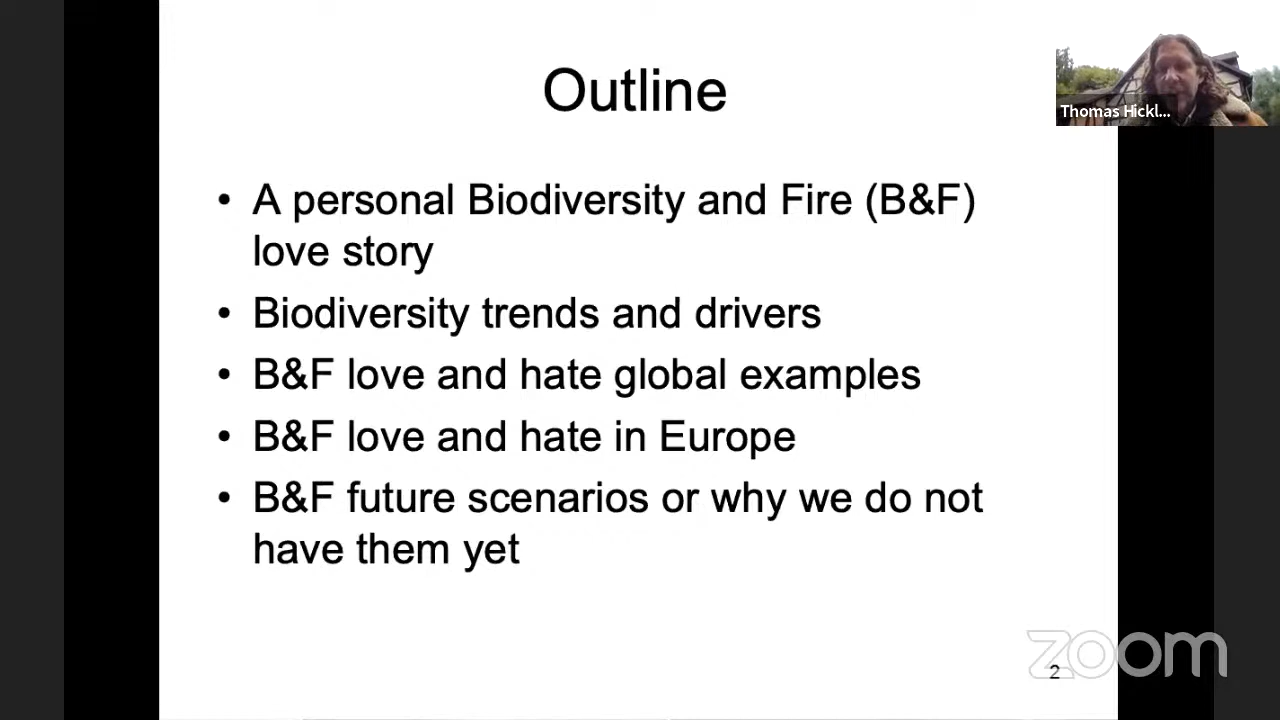 Outline
• A personal Biodiversity and Fire (B&F)
love story
• Biodiversity trends and drivers
• B&F love and hate global examples
• B&F love and hate in Europe
• B&F future scenarios or why we do not
have them yet
Thomas Hickl...
zoom
2